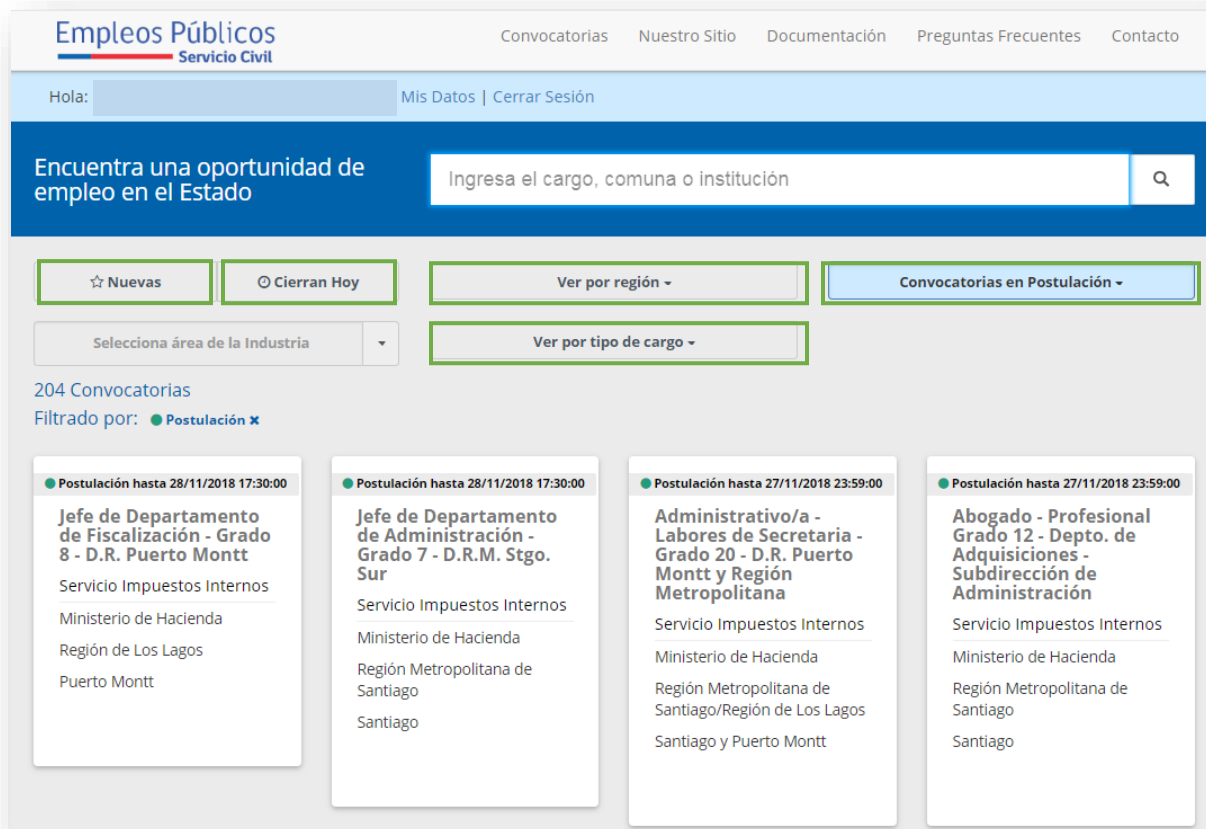 Empleos Públicos
Servicio Civil
Convocatorias Nuestro Sitio Documentación Preguntas Frecuentes Contacto
Hola: Mis Datos | Cerrar Sesión
Encuentra una oportunidad de
empleo en el Estado
Ingresa el cargo, comuna o institución
Nuevas
Cierran Hoy
Ver por región
Convocatorias en Postulación
Selecciona área de la Industria
Ver por tipo de cargo
204 Convocatorias
Filtrado por: Postulación
Postulación hasta 28/11/2018 17:30:00
Jefe de Departamento
de Fiscalización - Grado
8 - D.R. Puerto Montt
Servicio Impuestos Internos
Ministerio de Hacienda
Región de Los Lagos
Puerto Montt
Postulación hasta 28/11/2018 17:30:00
Jefe de Departamento
de Administración -
Grado 7 - D.R.M. Stgo.
Sur
Servicio Impuestos Internos
Ministerio de Hacienda
Región Metropolitana de
Santiago
Santiago
Postulación hasta 27/11/2018 23:59:00
Administrativo/a -
Labores de Secretaria -
Grado 20 - D.R. Puerto
Montt y Región
Metropolitana
Servicio Impuestos Internos
Ministerio de Hacienda
Región Metropolitana de
Santiago/Región de Los Lagos
Santiago y Puerto Montt
Postulación hasta 27/11/2018 23:59:00
Abogado - Profesional
Grado 12 - Depto. de
Adquisiciones -
Subdirección de
Administración
Servicio Impuestos Internos
Ministerio de Hacienda
Región Metropolitana de
Santiago
Santiago